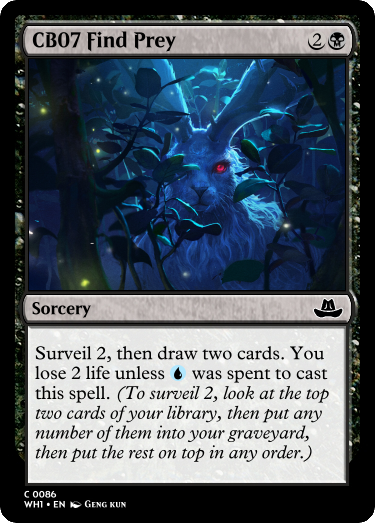 CB07 Find Prey 2
Sorcery
Surveil 2, then draw two cards. You
lose 2 life unless was spent to cast
this spell. (To surveil 2, look at the top
two cards of your library, then put any
number of them into your graveyard,
then put the rest on top in any order.)
C 0086
WH1 • EN Geng kun